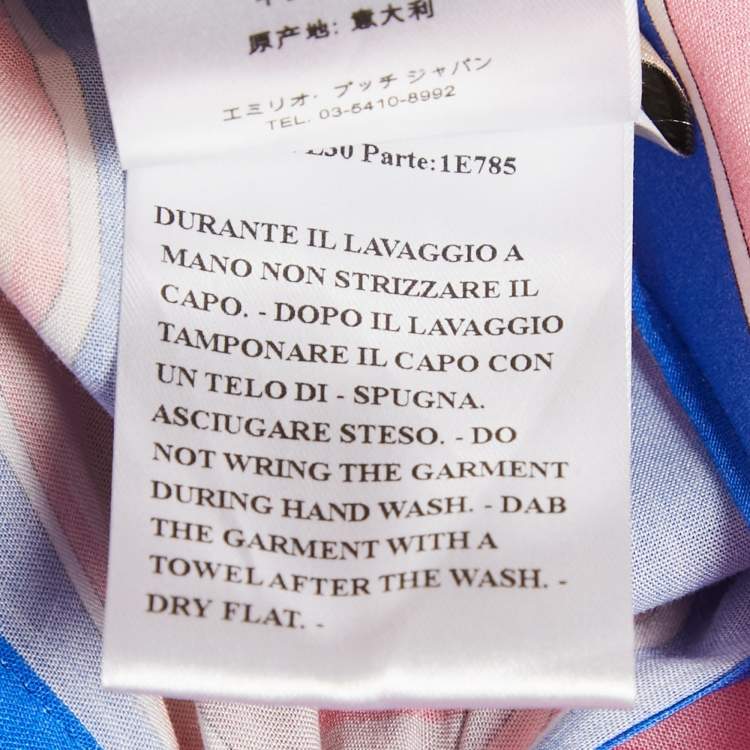 原产地: 意大利
エミリオ・プッチ ジャパン
TEL. 03-5410-8992
Parte:1E785
DURANTE IL LAVAGGIO A
MANO NON STRIZZARE IL
CAPO. - DOPO IL LAVAGGIO
TAMPONARE IL CAPO CON
UN TELO DI - SPUGNA.
ASCIUGARE STESO. - DO
NOT WRING THE GARMENT
DURING HAND WASH. - DAB
THE GARMENT WITH A
TOWEL AFTER THE WASH. -
DRY FLAT. -